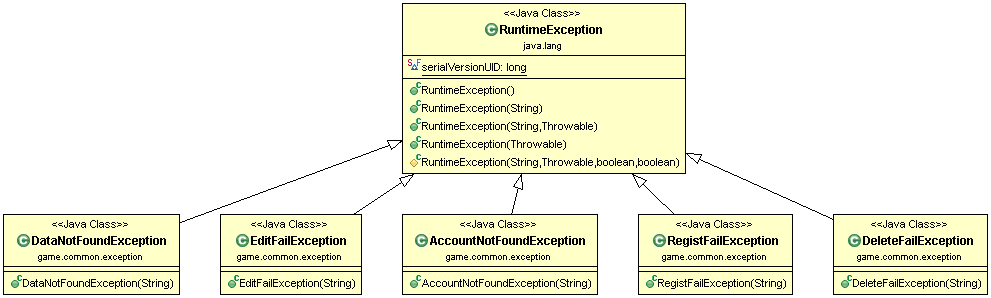 <<Java Class>>
RuntimeException
java.lang
serialVersionUID: long
RuntimeException()
RuntimeException(String)
RuntimeException(String,Throwable)
RuntimeException(Throwable)
RuntimeException(String,Throwable,boolean,boolean)
<<Java Class>>
DataNotFoundException
game.common.exception
DataNotFoundException(String)
<<Java Class>>
EditFailException
game.common.exception
EditFailException(String)
<<Java Class>>
AccountNotFoundException
game.common.exception
AccountNotFoundException(String)
<<Java Class>>
RegistFailException
game.common.exception
RegistFailException(String)
<<Java Class>>
DeleteFailException
game.common.exception
DeleteFailException(String)